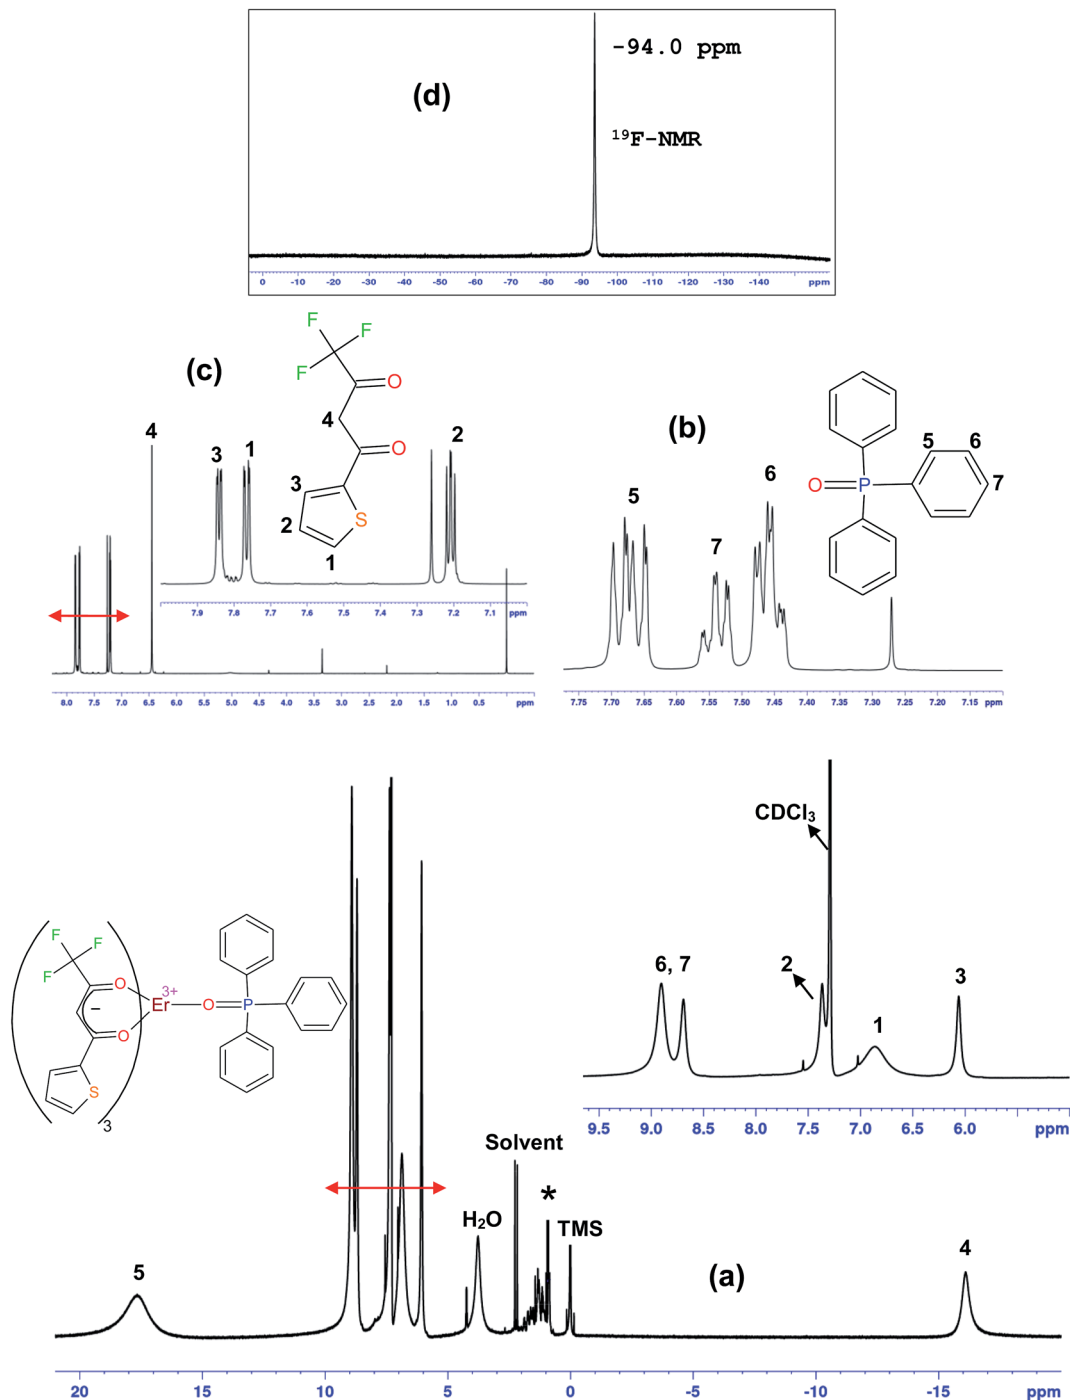 -94.0 ppm
(d)
¹⁹F-NMR
0 -10 -20 -30 -40 -50 -60 -70 -80 -90 -100 -110 -120 -130 -140 ppm
F
F
F
(c)
O
4
O
4
3
1
2
3
2
S
1
7.9 7.8 7.7 7.6 7.5 7.4 7.3 7.2 7.1 ppm
8.0 7.5 7.0 6.5 6.0 5.5 5.0 4.5 4.0 3.5 3.0 2.5 2.0 1.5 1.0 0.5 ppm
(b)
5
6
7
O
P
5
6
7
7.75 7.70 7.65 7.60 7.55 7.50 7.45 7.40 7.35 7.30 7.25 7.20 7.15 ppm
CDCl₃
6, 7
2
1
3
9.5 9.0 8.5 8.0 7.5 7.0 6.5 6.0 ppm
F
F
F
O
3+
−
Er
O
P
O
S
3
Solvent
*
H₂O
TMS
5
(a)
4
20 15 10 5 0 -5 -10 -15 ppm